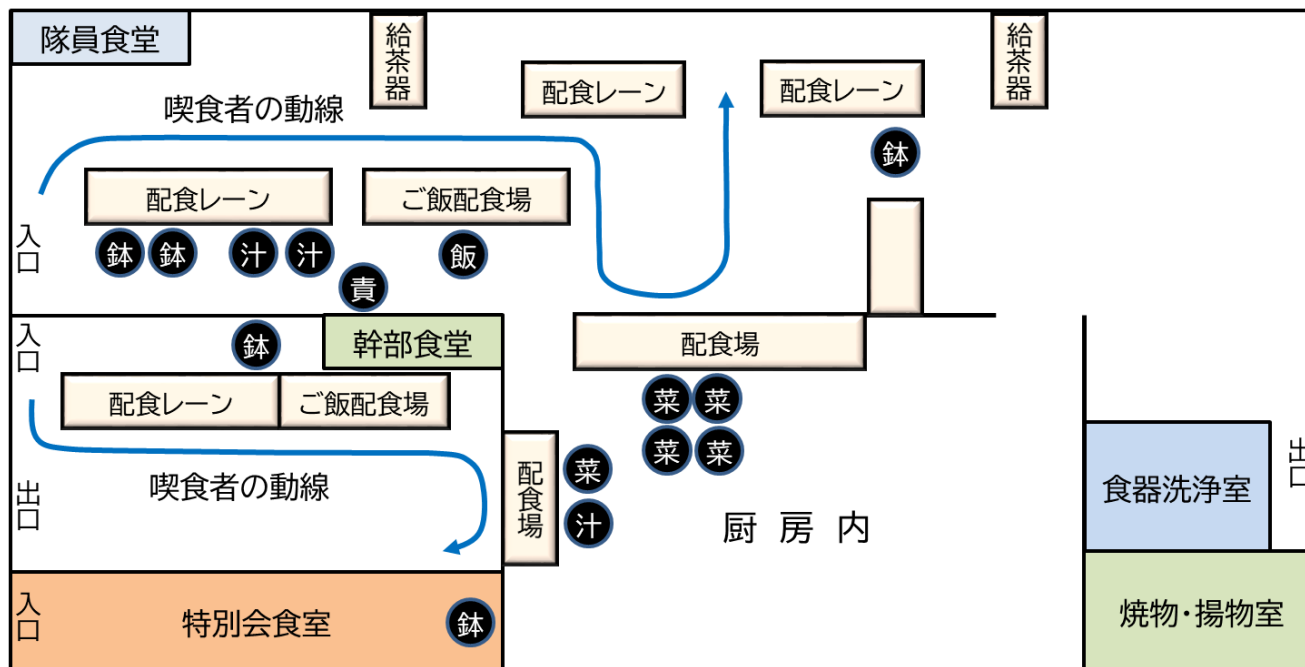 隊員食堂
給茶器
給茶器
配食レーン
配食レーン
喫食者の動線
鉢
配食レーン
ご飯配食場
入口
鉢
鉢
汁
汁
飯
責
入口
鉢
幹部食堂
配食場
配食レーン
ご飯配食場
菜
菜
菜
菜
喫食者の動線
出口
配食場
菜
汁
厨房内
食器洗浄室
出口
入口
特別会食室
鉢
焼物・揚物室